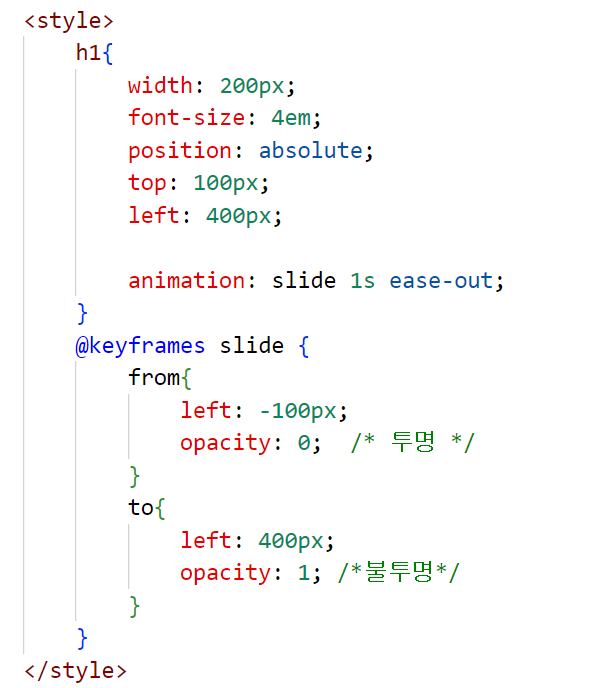 <style>
h1{
width: 200px;
font-size: 4em;
position: absolute;
top: 100px;
left: 400px;
animation: slide 1s ease-out;
}
@keyframes slide {
from{
left: -100px;
opacity: 0;  /* 투명 */
}
to{
left: 400px;
opacity: 1; /*불투명*/
}
}
</style>